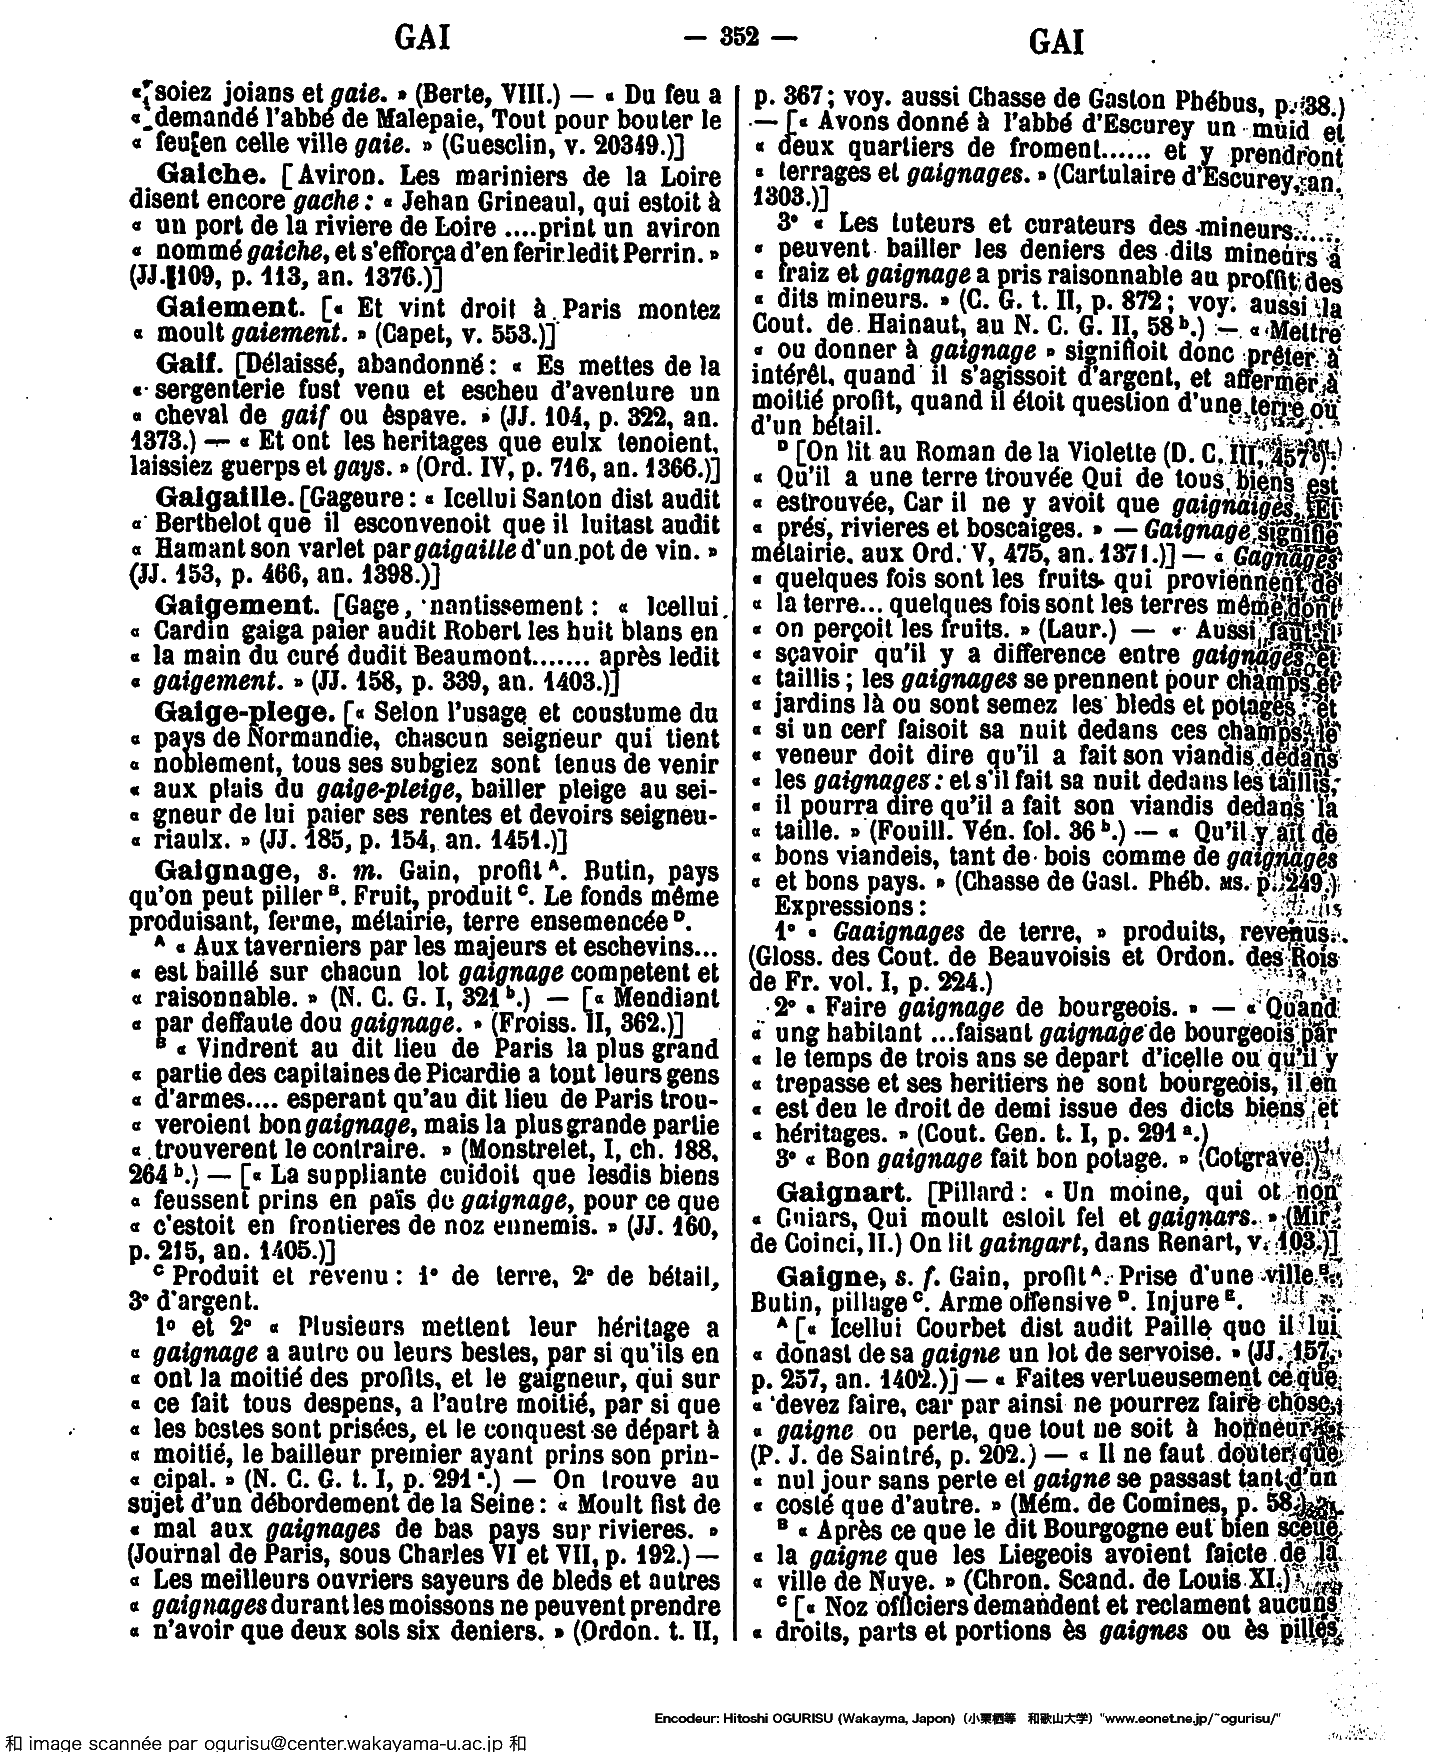 GAI — 352 — GAI
« soiez joians et gaie. » (Berte, VIII.) — « Du feu a
« demandé l'abbé de Malepaie, Tout pour bouter le
« feu[en celle ville gaie. » (Guesclin, v. 20349.)]
Gaiche. [Aviron. Les mariniers de la Loire
disent encore gache : « Jehan Grineaul, qui estoit à
« un port de la riviere de Loire ....print un aviron
« nommé gaiche, et s'efforça d'en ferir ledit Perrin. »
(JJ. 109, p. 113, an. 1376.)]
Gaiement. [« Et vint droit à Paris montez
« moult gaiement. » (Capet, v. 553.)]
Gaif. [Délaissé, abandonné : « Es mettes de la
« sergenterie fust venu et escheu d'aventure un
« cheval de gaif ou èspave. » (JJ. 104, p. 322, an.
1373.) — « Et ont les heritages que eulx tenoient,
laissiez guerps et gays. » (Ord. IV, p. 716, an. 1366.)]
Gaigaille. [Gageure : « Icellui Santon dist audit
« Berthelot que il esconvenoit que il luitast audit
« Hamant son varlet par gaigaille d'un pot de vin. »
(JJ. 153, p. 466, an. 1398.)]
Gaigement. [Gage, nantissement : « Icellui
« Cardin gaiga paier audit Robert les huit blans en
« la main du curé dudit Beaumont....... après ledit
« gaigement. » (JJ. 158, p. 339, an. 1403.)]
Gaige-plege. [« Selon l'usage et coustume du
« pays de Normandie, chascun seigneur qui tient
« noblement, tous ses subgiez sont tenus de venir
« aux plais du gaige-pleige, bailler pleige au sei-
« gneur de lui paier ses rentes et devoirs seigneu-
« riaulx. » (JJ. 185, p. 154, an. 1451.)]
Gaignage, s. m. Gain, profit A. Butin, pays
qu'on peut piller B. Fruit, produit C. Le fonds même
produisant, ferme, métairie, terre ensemencée D.
A « Aux taverniers par les majeurs et eschevins...
« est baillé sur chacun lot gaignage competent et
« raisonnable. » (N. C. G. I, 321 b.) — [« Mendiant
« par deffaute dou gaignage. » (Froiss. II, 362.)]
B « Vindrent au dit lieu de Paris la plus grand
« partie des capitaines de Picardie a tout leurs gens
« d'armes.... esperant qu'au dit lieu de Paris trou-
« veroient bon gaignage, mais la plus grande partie
« trouverent le contraire. » (Monstrelet, I, ch. 188,
264 b.) — [« La suppliante cuidoit que lesdis biens
« feussent prins en païs de gaignage, pour ce que
« c'estoit en frontieres de noz ennemis. » (JJ. 160,
p. 215, an. 1405.)]
C Produit et revenu : 1° de terre, 2° de bétail,
3° d'argent.
1° et 2° « Plusieurs mettent leur héritage a
« gaignage a autre ou leurs bestes, par si qu'ils en
« ont la moitié des profits, et le gaigneur, qui sur
« ce fait tous despens, a l'autre moitié, par si que
« les bestes sont prisées, et le conquest se départ à
« moitié, le bailleur premier ayant prins son prin-
« cipal. » (N. C. G. t. I, p. 291 a.) — On trouve au
sujet d'un débordement de la Seine : « Moult fist de
« mal aux gaignages de bas pays sur rivieres. »
(Journal de Paris, sous Charles VI et VII, p. 192.) —
« Les meilleurs ouvriers sayeurs de bleds et autres
« gaignages durant les moissons ne peuvent prendre
« n'avoir que deux sols six deniers. » (Ordon. t. II,
p. 367 ; voy. aussi Chasse de Gaston Phébus, p. 38.)
— [« Avons donné à l'abbé d'Escurey un muid et
« deux quartiers de froment...... et y prendront
« terrages et gaignages. » (Cartulaire d'Escurey, an.
1303.)]
3° « Les tuteurs et curateurs des mineurs.....
« peuvent bailler les deniers des dits mineurs à
« fraiz et gaignage a pris raisonnable au proffit des
« dits mineurs. » (C. G. t. II, p. 872 ; voy. aussi la
Cout. de Hainaut, au N. C. G. II, 58 b.) — « Mettre
« ou donner à gaignage » signifioit donc prêter à
intérêt, quand il s'agissoit d'argent, et affermer à
moitié profit, quand il étoit question d'une terre ou
d'un bétail.
D [On lit au Roman de la Violette (D. C. III, 457 b) :
« Qu'il a une terre trouvée Qui de tous biens est
« estrouvée, Car il ne y avoit que gaignaiges, Et
« prés, rivieres et boscaiges. » — Gaignage signifie
métairie, aux Ord. V, 475, an. 1371.)] — « Gagnages
« quelques fois sont les fruits qui proviennent de
« la terre... quelques fois sont les terres même dont
« on perçoit les fruits. » (Laur.) — « Aussi faut-il
« sçavoir qu'il y a difference entre gaignages et
« taillis ; les gaignages se prennent pour champs et
« jardins là ou sont semez les bleds et potages ; et
« si un cerf faisoit sa nuit dedans ces champs, le
« veneur doit dire qu'il a fait son viandis dedans
« les gaignages : et s'il fait sa nuit dedans les taillis,
« il pourra dire qu'il a fait son viandis dedans la
« taille. » (Fouill. Vén. fol. 36 b.) — « Qu'il y ait de
« bons viandeis, tant de bois comme de gaignages
« et bons pays. » (Chasse de Gast. Phéb. MS. p. 249.)
Expressions :
1° « Gaaignages de terre, » produits, revenus.
(Gloss. des Cout. de Beauvoisis et Ordon. des Rois
de Fr. vol. I, p. 224.)
2° « Faire gaignage de bourgeois. » — « Quand
« ung habitant ...faisant gaignage de bourgeois par
« le temps de trois ans se depart d'icelle ou qu'il y
« trepasse et ses heritiers ne sont bourgeois, il en
« est deu le droit de demi issue des dicts biens et
« héritages. » (Cout. Gen. t. I, p. 291 a.)
3° « Bon gaignage fait bon potage. » (Cotgrave.)
Gaignart. [Pillard : « Un moine, qui ot non
« Guiars, Qui moult estoit fel et gaignars. » (Mir.
de Coinci, II.) On lit gaingart, dans Renart, v. 103.)]
Gaigne, s. f. Gain, profit A. Prise d'une ville B.
Butin, pillage C. Arme offensive D. Injure E.
A [« Icellui Courbet dist audit Paille que il lui
« donast de sa gaigne un lot de servoise. » (JJ. 157,
p. 257, an. 1402.)] — « Faites vertueusement ce que
« devez faire, car par ainsi ne pourrez faire chose,
« gaigne ou perte, que tout ne soit à honneur. »
(P. J. de Saintré, p. 202.) — « Il ne faut douter que
« nul jour sans perte et gaigne se passast tant d'un
« costé que d'autre. » (Mém. de Comines, p. 58.)
B « Après ce que le dit Bourgogne eut bien sceue
« la gaigne que les Liegeois avoient faicte de la
« ville de Nuye. » (Chron. Scand. de Louis XI.)
C [« Noz officiers demandent et reclament aucuns
« droits, parts et portions ès gaignes ou ès pilles,
Encodeur: Hitoshi OGURISU (Wakayma, Japon) (小栗栖等 和歌山大学) "www.eonet.ne.jp/~ogurisu/"
和 image scannée par ogurisu@center.wakayama-u.ac.jp 和